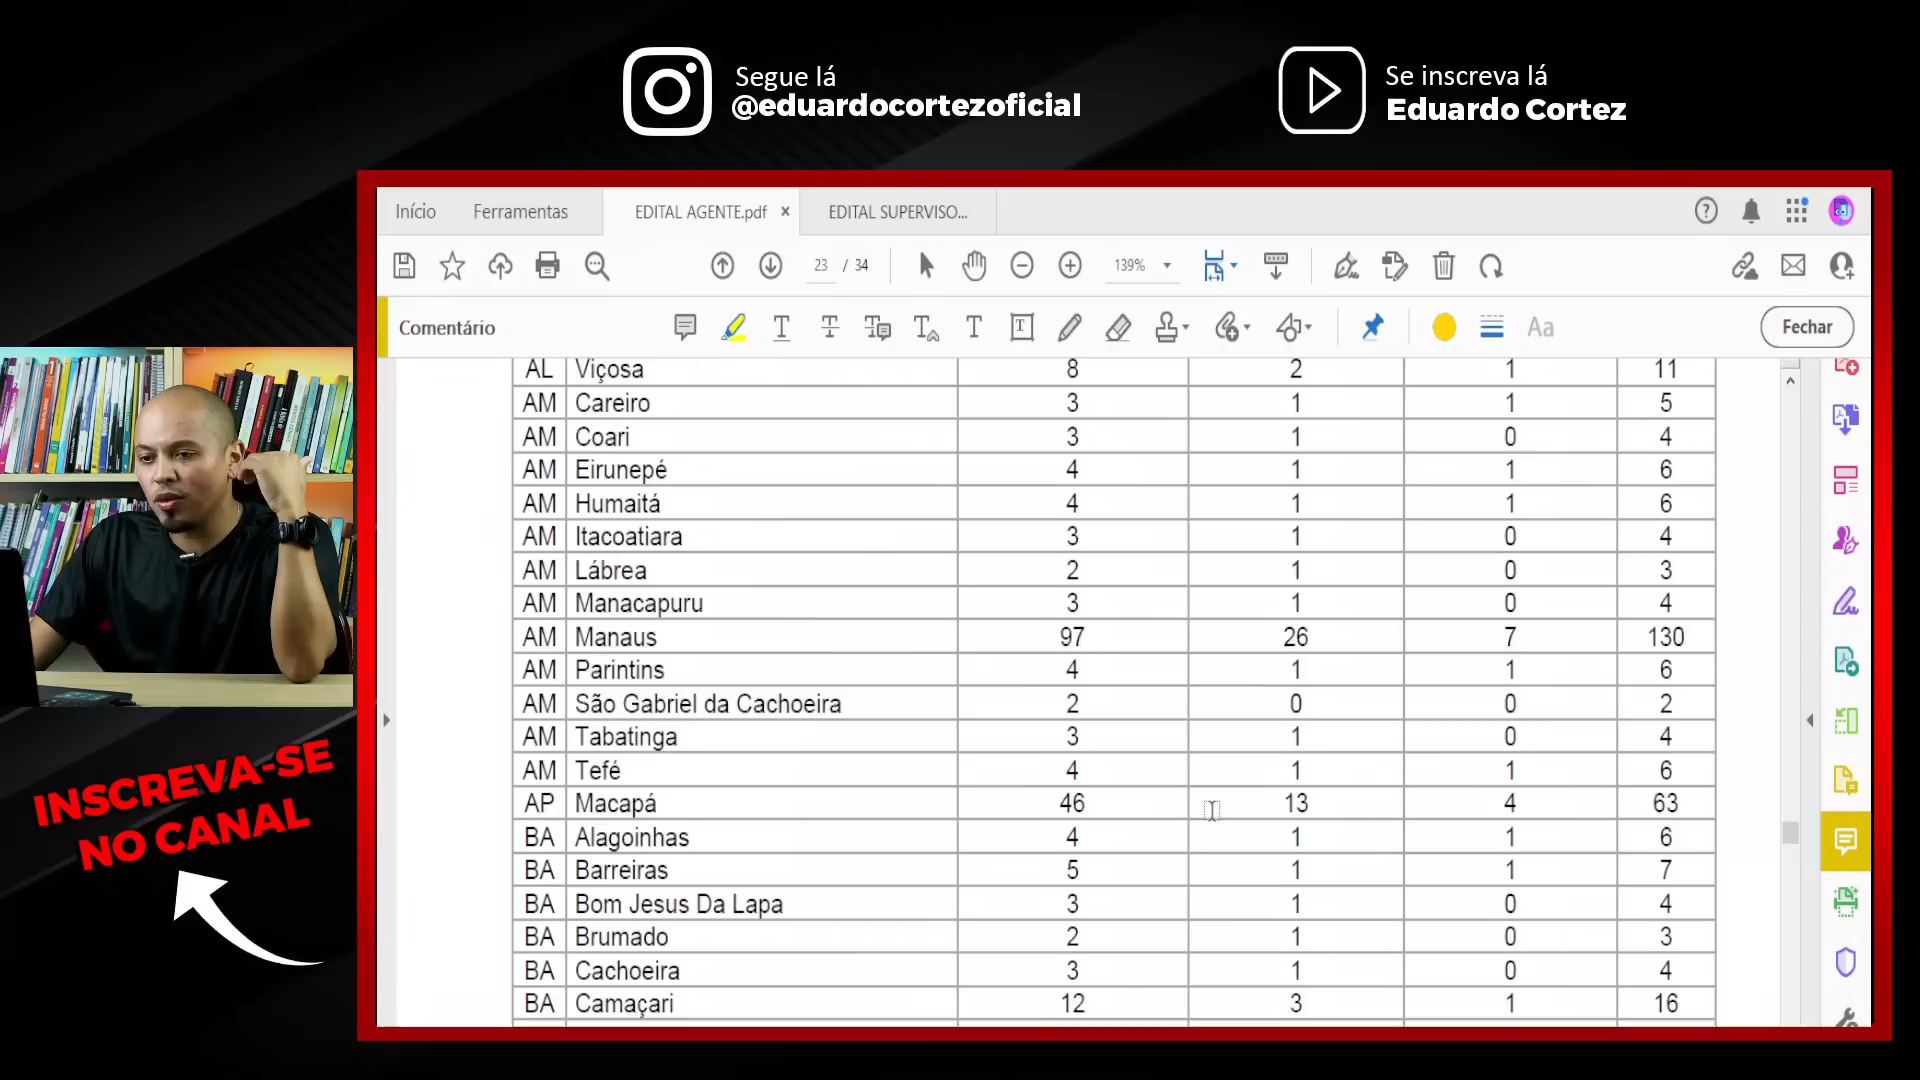 Segue lá
@eduardocortezoficial
Se inscreva lá
Eduardo Cortez
Início Ferramentas EDITAL AGENTE.pdf × EDITAL SUPERVISO...
23 / 34 139%
Comentário Aa Fechar
AL Viçosa 8 2 1 11
AM Careiro 3 1 1 5
AM Coari 3 1 0 4
AM Eirunepé 4 1 1 6
AM Humaitá 4 1 1 6
AM Itacoatiara 3 1 0 4
AM Lábrea 2 1 0 3
AM Manacapuru 3 1 0 4
AM Manaus 97 26 7 130
AM Parintins 4 1 1 6
AM São Gabriel da Cachoeira 2 0 0 2
AM Tabatinga 3 1 0 4
AM Tefé 4 1 1 6
AP Macapá 46 13 4 63
BA Alagoinhas 4 1 1 6
BA Barreiras 5 1 1 7
BA Bom Jesus Da Lapa 3 1 0 4
BA Brumado 2 1 0 3
BA Cachoeira 3 1 0 4
BA Camaçari 12 3 1 16
INSCREVA-SE
NO CANAL